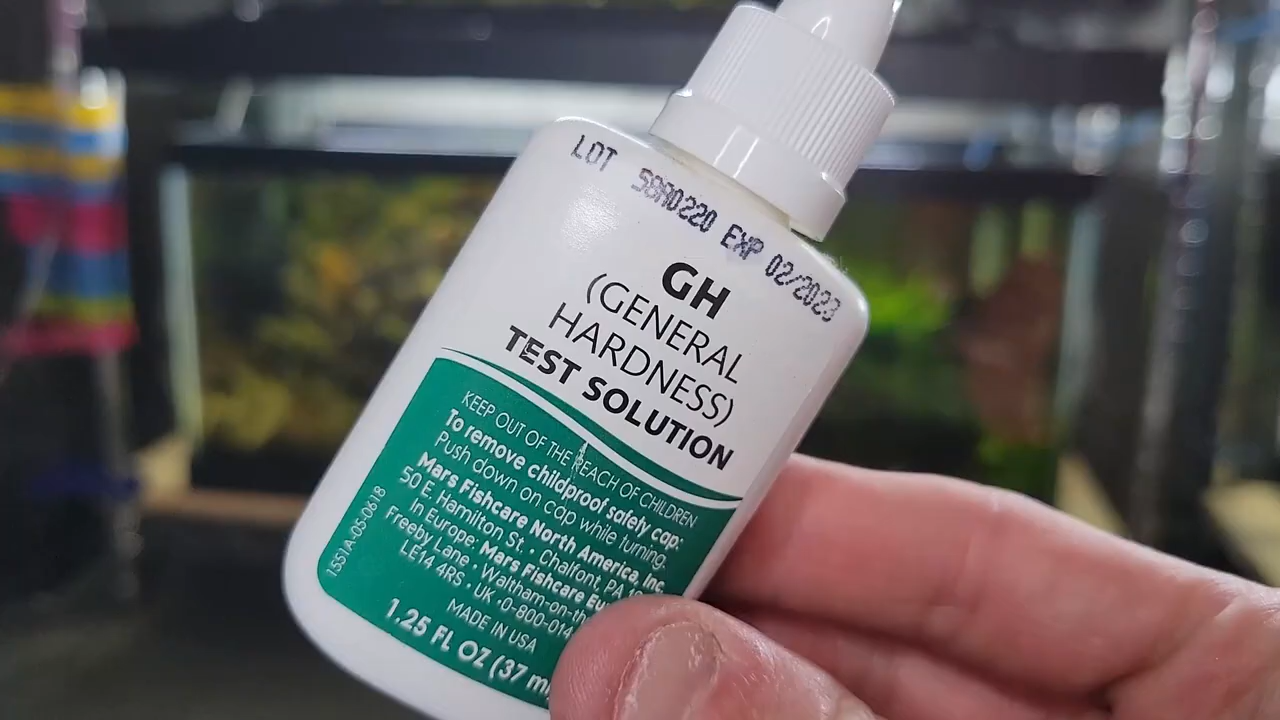 LOT 58A0220 EXP 02/2023
GH
(GENERAL
HARDNESS)
TEST SOLUTION
KEEP OUT OF THE REACH OF CHILDREN
To remove childproof safety cap:
Push down on cap while turning.
Mars Fishcare North America, Inc.
50 E. Hamilton St. • Chalfont, PA
In Europe: Mars Fishcare
Freeby Lane • Waltham-on-the
LE14 4RS • UK • 0-800-014
MADE IN USA
1.25 FL OZ (37
1551A-050618